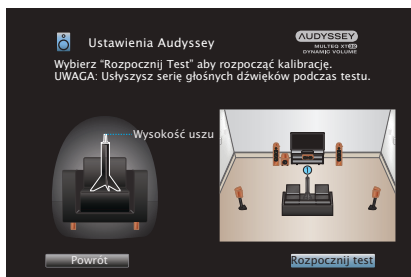 Ustawienia Audyssey
AUDYSSEY
MULTEQ XT32
DYNAMIC VOLUME
Wybierz "Rozpocznij Test" aby rozpocząć kalibrację.
UWAGA: Usłyszysz serię głośnych dźwięków podczas testu.
Wysokość uszu
1
Powrót
Rozpocznij test